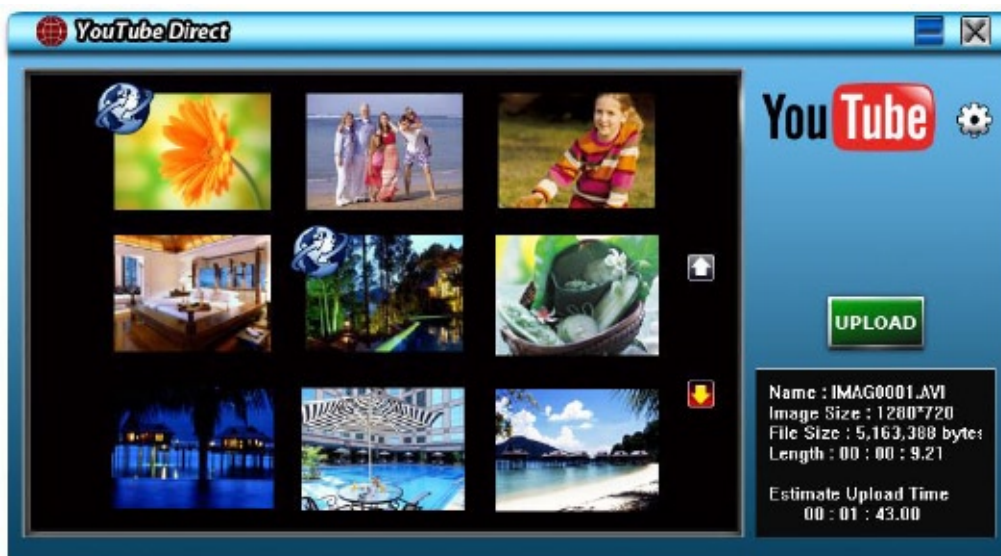 YouTube Direct
YouTube
UPLOAD
Name : IMAG0001.AVI
Image Size : 1280*720
File Size : 5,163,388 bytes
Length : 00 : 00 : 9.21
Estimate Upload Time
00 : 01 : 43.00